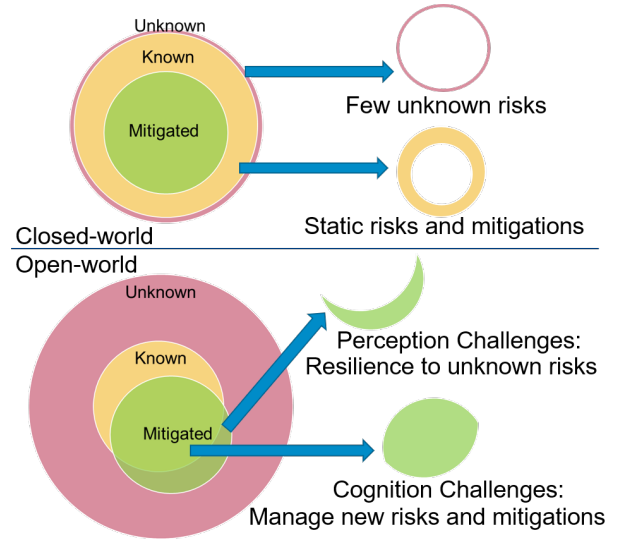 Unknown
Known
Mitigated
Few unknown risks
Static risks and mitigations
Closed-world
Open-world
Unknown
Known
Mitigated
Perception Challenges:
Resilience to unknown risks
Cognition Challenges:
Manage new risks and mitigations